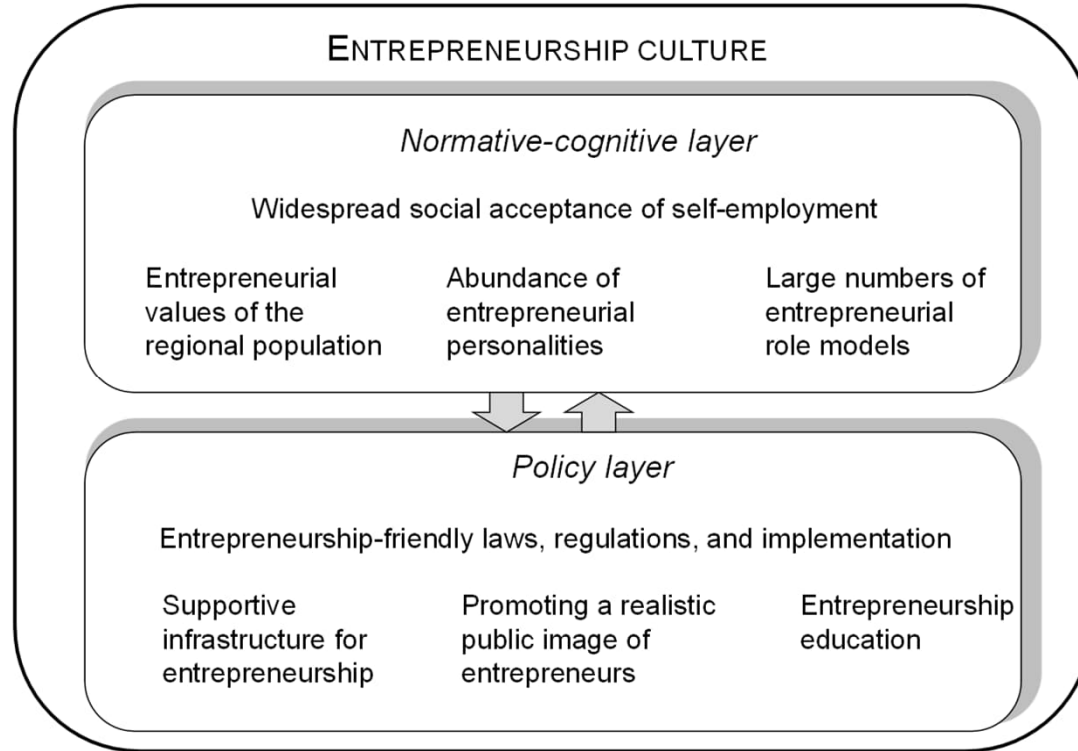 ENTREPRENEURSHIP CULTURE
Normative-cognitive layer
Widespread social acceptance of self-employment
Entrepreneurial
values of the
regional population
Abundance of
entrepreneurial
personalities
Large numbers of
entrepreneurial
role models
Policy layer
Entrepreneurship-friendly laws, regulations, and implementation
Supportive
infrastructure for
entrepreneurship
Promoting a realistic
public image of
entrepreneurs
Entrepreneurship
education